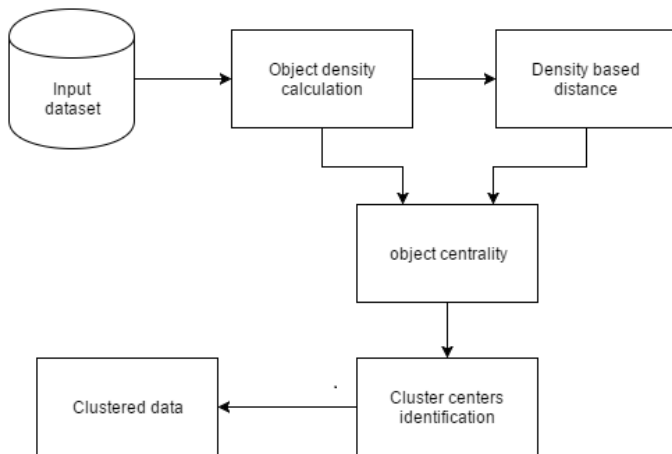 Input
dataset
Object density
calculation
Density based
distance
object centrality
Cluster centers
identification
Clustered data